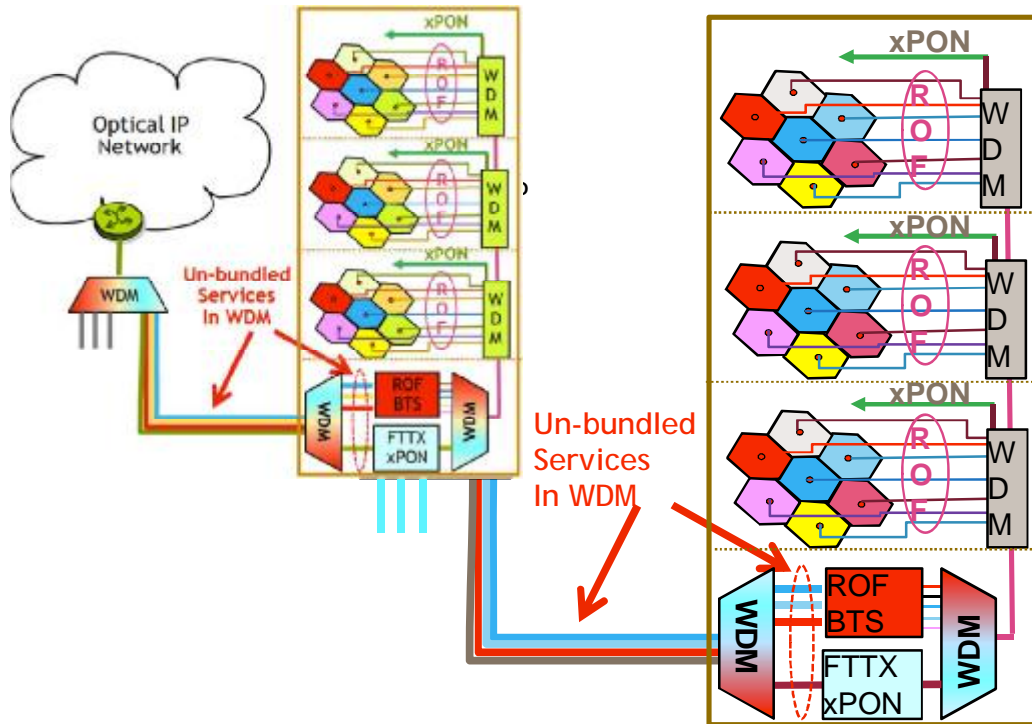 Optical IP
Network
WDM
Un-bundled
Services
In WDM
xPON
ROF
WDM
xPON
ROF
WDM
xPON
ROF
WDM
WDM
ROF
BTS
FTTX
xPON
WDM
Un-bundled
Services
In WDM
xPON
ROF
WDM
xPON
ROF
WDM
xPON
ROF
WDM
WDM
ROF
BTS
FTTX
xPON
WDM